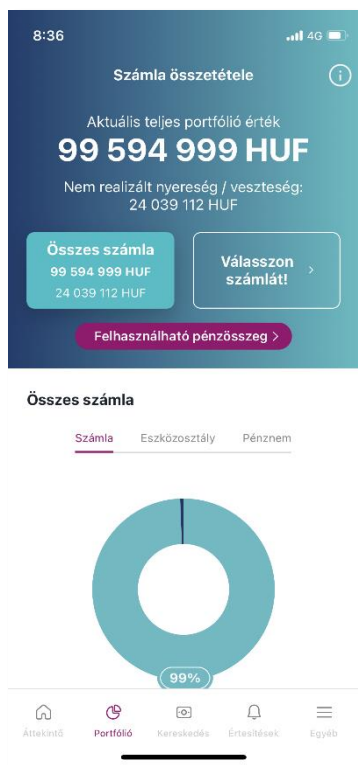 8:36
4G
Számla összetétele
Aktuális teljes portfólió érték
99 594 999 HUF
Nem realizált nyereség / veszteség:
24 039 112 HUF
Összes számla
99 594 999 HUF
24 039 112 HUF
Válasszon
számlát!
Felhasználható pénzösszeg >
Összes számla
Számla Eszközosztály Pénznem
99%
Áttekintő Portfólió Kereskedés Értesítések Egyéb